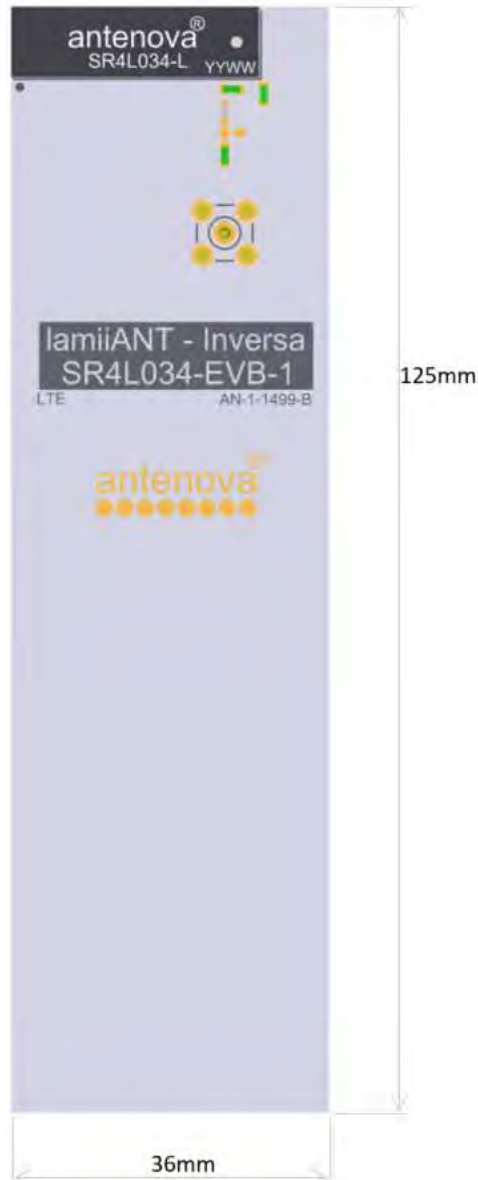 antenova®
SR4L034-L
YYWW
lamiiANT - Inversa
SR4L034-EVB-1
LTE AN-1-1499-B
antenova®
125mm
36mm